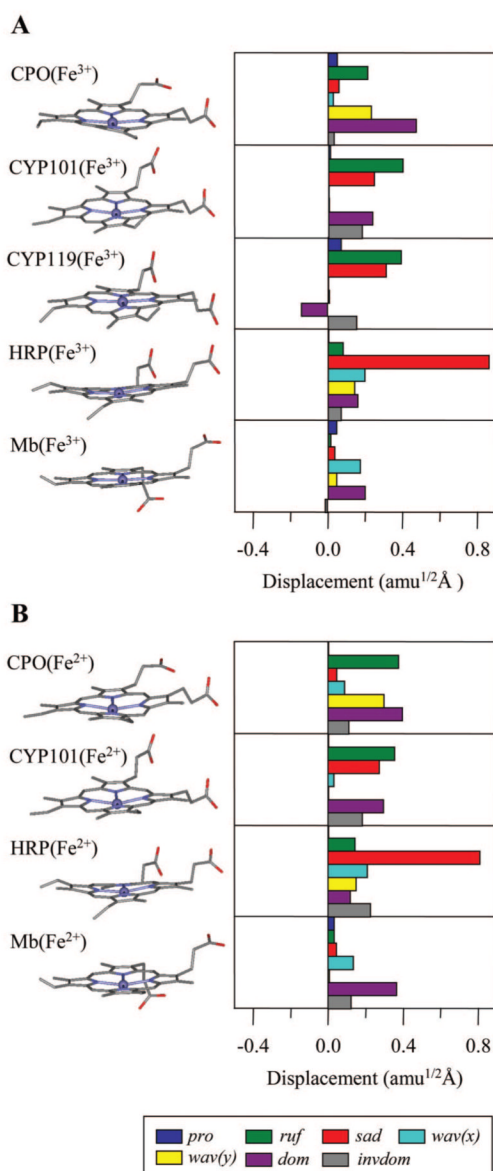 A
CPO(Fe³⁺)
CYP101(Fe³⁺)
CYP119(Fe³⁺)
HRP(Fe³⁺)
Mb(Fe³⁺)
-0.4 0.0 0.4 0.8
Displacement (amu¹/²Å )
B
CPO(Fe²⁺)
CYP101(Fe²⁺)
HRP(Fe²⁺)
Mb(Fe²⁺)
-0.4 0.0 0.4 0.8
Displacement (amu¹/²Å)
pro ruf sad wav(x)
wav(y) dom invdom